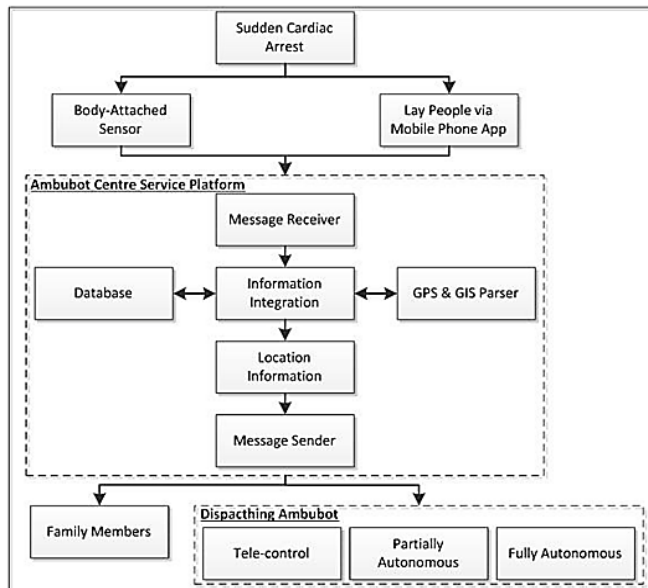 Sudden Cardiac
Arrest
Body-Attached
Sensor
Lay People via
Mobile Phone App
Ambubot Centre Service Platform
Message Receiver
Database
Information
Integration
GPS & GIS Parser
Location
Information
Message Sender
Family Members
Dispacthing Ambubot
Tele-control
Partially
Autonomous
Fully Autonomous